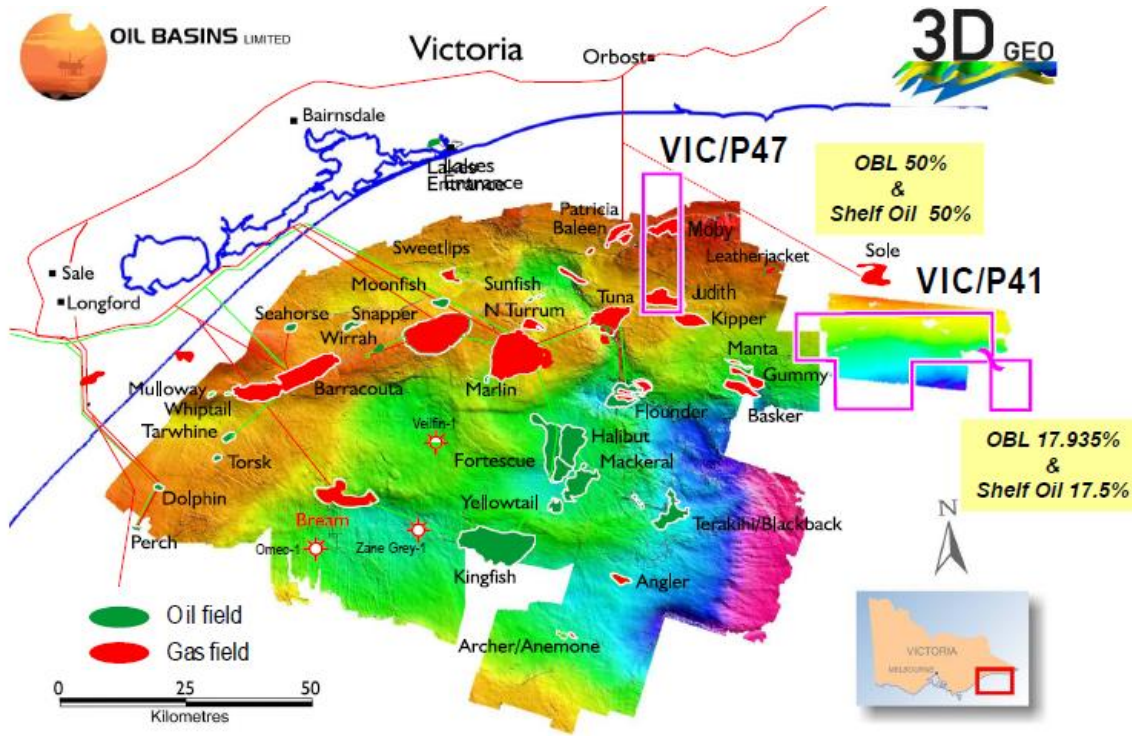 OIL BASINS LIMITED
Victoria
Orbost
3D
GEO
Bairnsdale
Lakes
Entrance
Lakes
Entrance
VIC/P47
OBL 50%
&
Shelf Oil 50%
Patricia
Baleen
Moby
Sweetlips
Leatherjacket
Sole
VIC/P41
Sale
Longford
Moonfish
Sunfish
Tuna
Judith
Seahorse
Snapper
N Turrum
Kipper
Wirrah
Manta
Mulloway
Barracouta
Marlin
Gummy
Whiptail
Flounder
Basker
Tarwhine
Veilfin-1
Halibut
OBL 17.935%
&
Shelf Oil 17.5%
Torsk
Fortescue
Mackeral
Dolphin
Yellowtail
N
Bream
Terakihi/Blackback
Perch
Omeo-1
Zane Grey-1
Kingfish
Angler
Oil field
Gas field
Archer/Anemone
VICTORIA
MELBOURNE
0 25 50
Kilometres